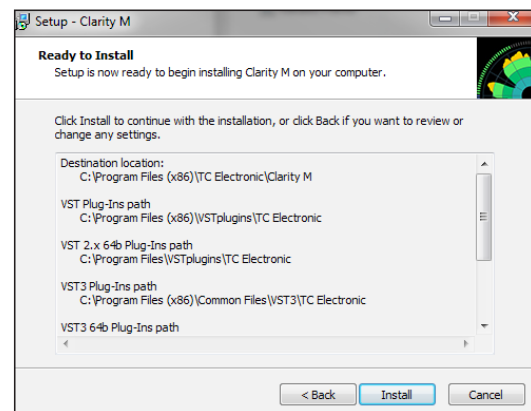 Setup - Clarity M
Ready to Install
Setup is now ready to begin installing Clarity M on your computer.
Click Install to continue with the installation, or click Back if you want to review or
change any settings.
Destination location:
C:\Program Files (x86)\TC Electronic\Clarity M
VST Plug-Ins path
C:\Program Files (x86)\VSTplugins\TC Electronic
VST 2.x 64b Plug-Ins path
C:\Program Files\VSTplugins\TC Electronic
VST3 Plug-Ins path
C:\Program Files (x86)\Common Files\VST3\TC Electronic
VST3 64b Plug-Ins path
< Back
Install
Cancel